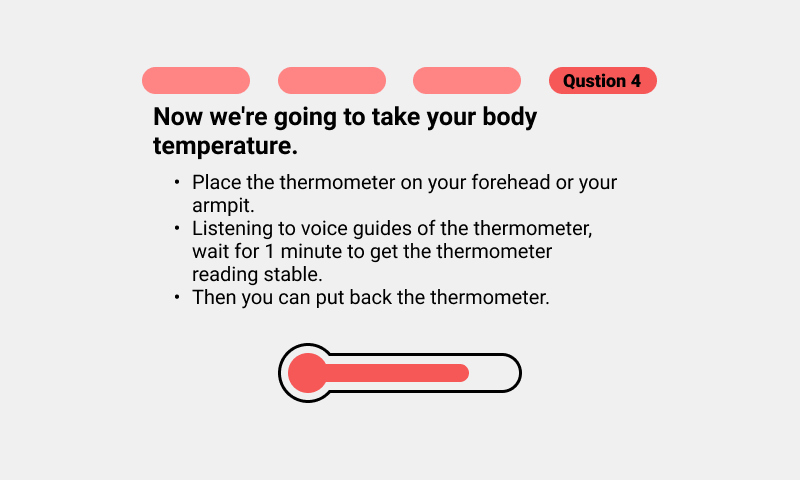 Qustion 4
Now we're going to take your body
temperature.
• Place the thermometer on your forehead or your
armpit.
• Listening to voice guides of the thermometer,
wait for 1 minute to get the thermometer
reading stable.
• Then you can put back the thermometer.